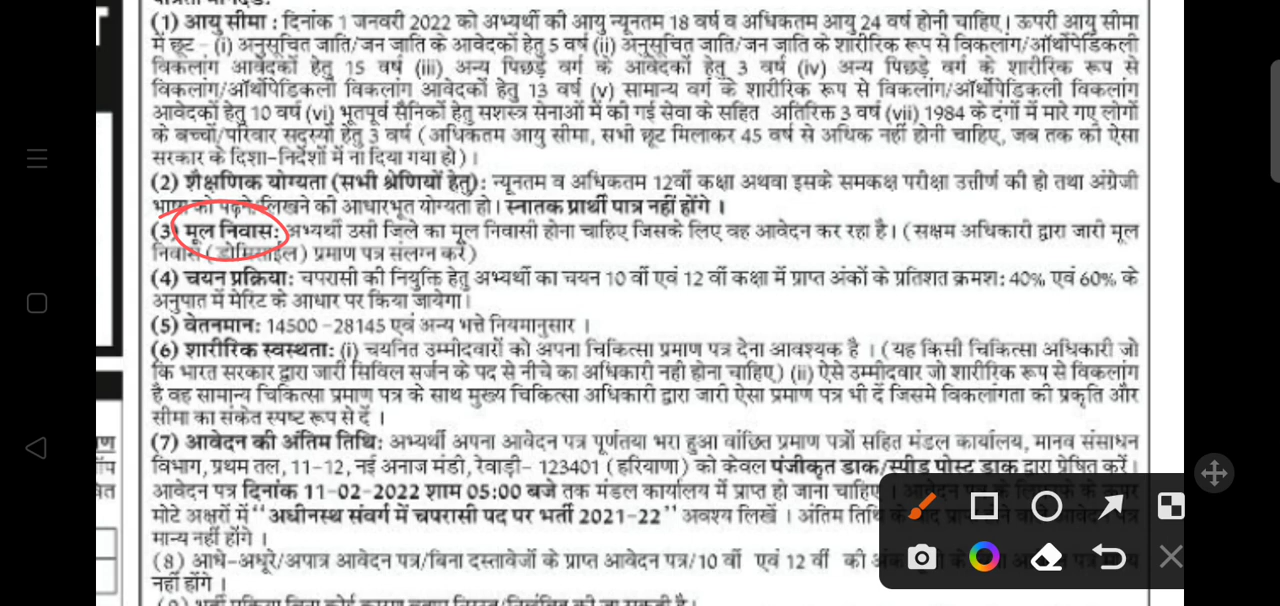 (1) आयु सीमा : दिनांक 1 जनवरी 2022 को अभ्यर्थी की आयु न्यूनतम 18 वर्ष व अधिकतम आयु 24 वर्ष होनी चाहिए। ऊपरी आयु सीमा
में छूट - (i) अनुसूचित जाति/जन जाति के आवेदकों हेतु 5 वर्ष (ii) अनुसूचित जाति/जन जाति के शारीरिक रूप से विकलांग/ऑर्थोपेडिकली
विकलांग आवेदकों हेतु 15 वर्ष (iii) अन्य पिछड़े वर्ग के आवेदकों हेतु 3 वर्ष (iv) अन्य पिछड़े वर्ग के शारीरिक रूप से
विकलांग/ऑर्थोपेडिकली विकलांग आवेदकों हेतु 13 वर्ष (v) सामान्य वर्ग के शारीरिक रूप से विकलांग/ऑर्थोपेडिकली विकलांग
आवेदकों हेतु 10 वर्ष (vi) भूतपूर्व सैनिकों हेतु सशस्त्र सेनाओं में की गई सेवा के सहित अतिरिक्त 3 वर्ष (vii) 1984 के दंगों में मारे गए लोगों
के बच्चों/परिवार सदस्यों हेतु 3 वर्ष (अधिकतम आयु सीमा, सभी छूट मिलाकर 45 वर्ष से अधिक नहीं होनी चाहिए, जब तक की ऐसा
सरकार के दिशा-निर्देशों में ना दिया गया हो)।
(2) शैक्षणिक योग्यता (सभी श्रेणियों हेतु): न्यूनतम व अधिकतम 12वीं कक्षा अथवा इसके समकक्ष परीक्षा उत्तीर्ण की हो तथा अंग्रेजी
भाषा को पढ़ने/लिखने की आधारभूत योग्यता हो। स्नातक प्रार्थी पात्र नहीं होंगे ।
(3) मूल निवास: अभ्यर्थी उसी जिले का मूल निवासी होना चाहिए जिसके लिए वह आवेदन कर रहा है। (सक्षम अधिकारी द्वारा जारी मूल
निवास (डोमिसाइल) प्रमाण पत्र संलग्न करें)
(4) चयन प्रक्रिया: चपरासी की नियुक्ति हेतु अभ्यर्थी का चयन 10 वीं एवं 12 वीं कक्षा में प्राप्त अंकों के प्रतिशत क्रमश: 40% एवं 60% के
अनुपात में मेरिट के आधार पर किया जायेगा।
(5) वेतनमान: 14500 -28145 एवं अन्य भत्ते नियमानुसार ।
(6) शारीरिक स्वस्थता: (i) चयनित उम्मीदवारों को अपना चिकित्सा प्रमाण पत्र देना आवश्यक है । (यह किसी चिकित्सा अधिकारी जो
कि भारत सरकार द्वारा जारी सिविल सर्जन के पद से नीचे का अधिकारी नही होना चाहिए) (ii) ऐसे उम्मीदवार जो शारीरिक रूप से विकलांग
है वह सामान्य चिकित्सा प्रमाण पत्र के साथ मुख्य चिकित्सा अधिकारी द्वारा जारी ऐसा प्रमाण पत्र भी दें जिसमे विकलांगता की प्रकृति और
सीमा का संकेत स्पष्ट रूप से दें ।
(7) आवेदन की अंतिम तिथि: अभ्यर्थी अपना आवेदन पत्र पूर्णतया भरा हुआ वांछित प्रमाण पत्रों सहित मंडल कार्यालय, मानव संसाधन
विभाग, प्रथम तल, 11-12, नई अनाज मंडी, रेवाड़ी- 123401 (हरियाणा) को केवल पंजीकृत डाक/स्पीड पोस्ट डाक द्वारा प्रेषित करें।
आवेदन पत्र दिनांक 11-02-2022 शाम 05:00 बजे तक मंडल कार्यालय में प्राप्त हो जाना चाहिए
मोटे अक्षरों में "अधीनस्थ संवर्ग में चपरासी पद पर भर्ती 2021-22" अवश्य लिखें । अंतिम तिथि
मान्य नहीं होंगे ।
(8) आधे-अधूरे/अपात्र आवेदन पत्र/बिना दस्तावेजों के प्राप्त आवेदन पत्र/10 वीं एवं 12 वीं की
नहीं होंगे ।